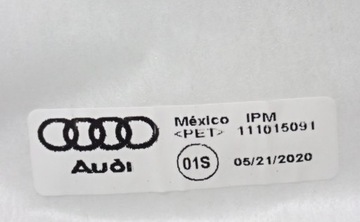 México IPM
<PET> 111015091
Audi
01S 05/21/2020